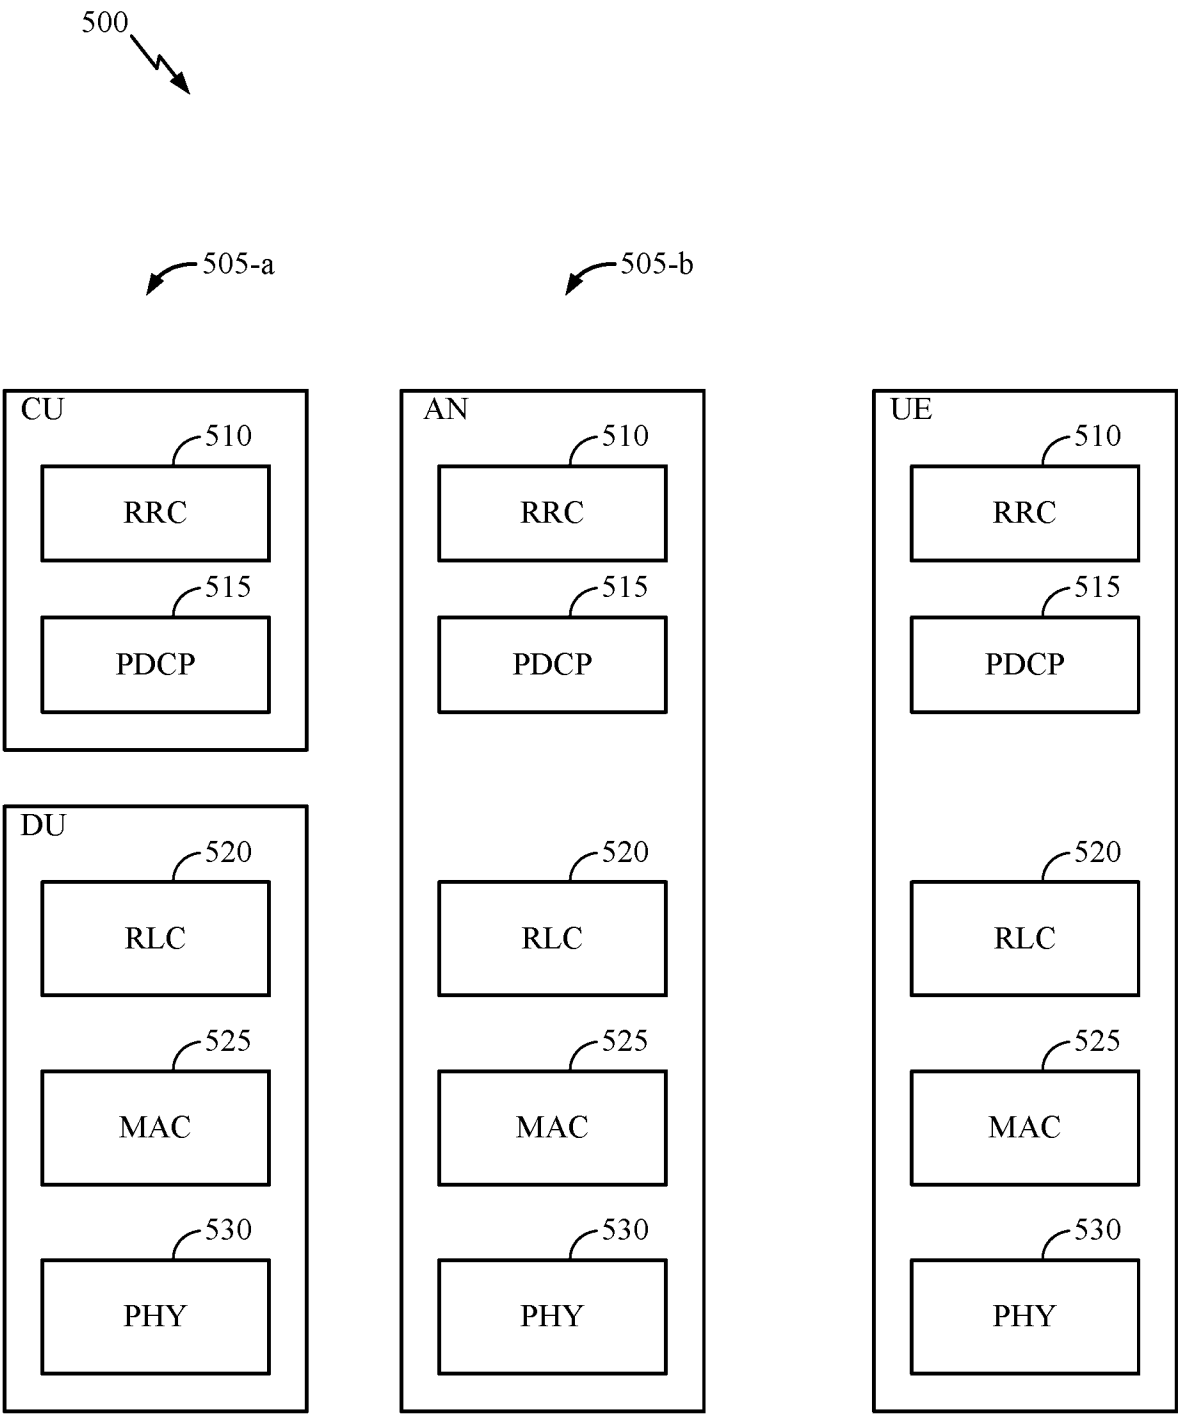 500
505-a 505-b
CU AN UE
510 510 510
RRC RRC RRC
515 515 515
PDCP PDCP PDCP
DU
520 520 520
RLC RLC RLC
525 525 525
MAC MAC MAC
530 530 530
PHY PHY PHY